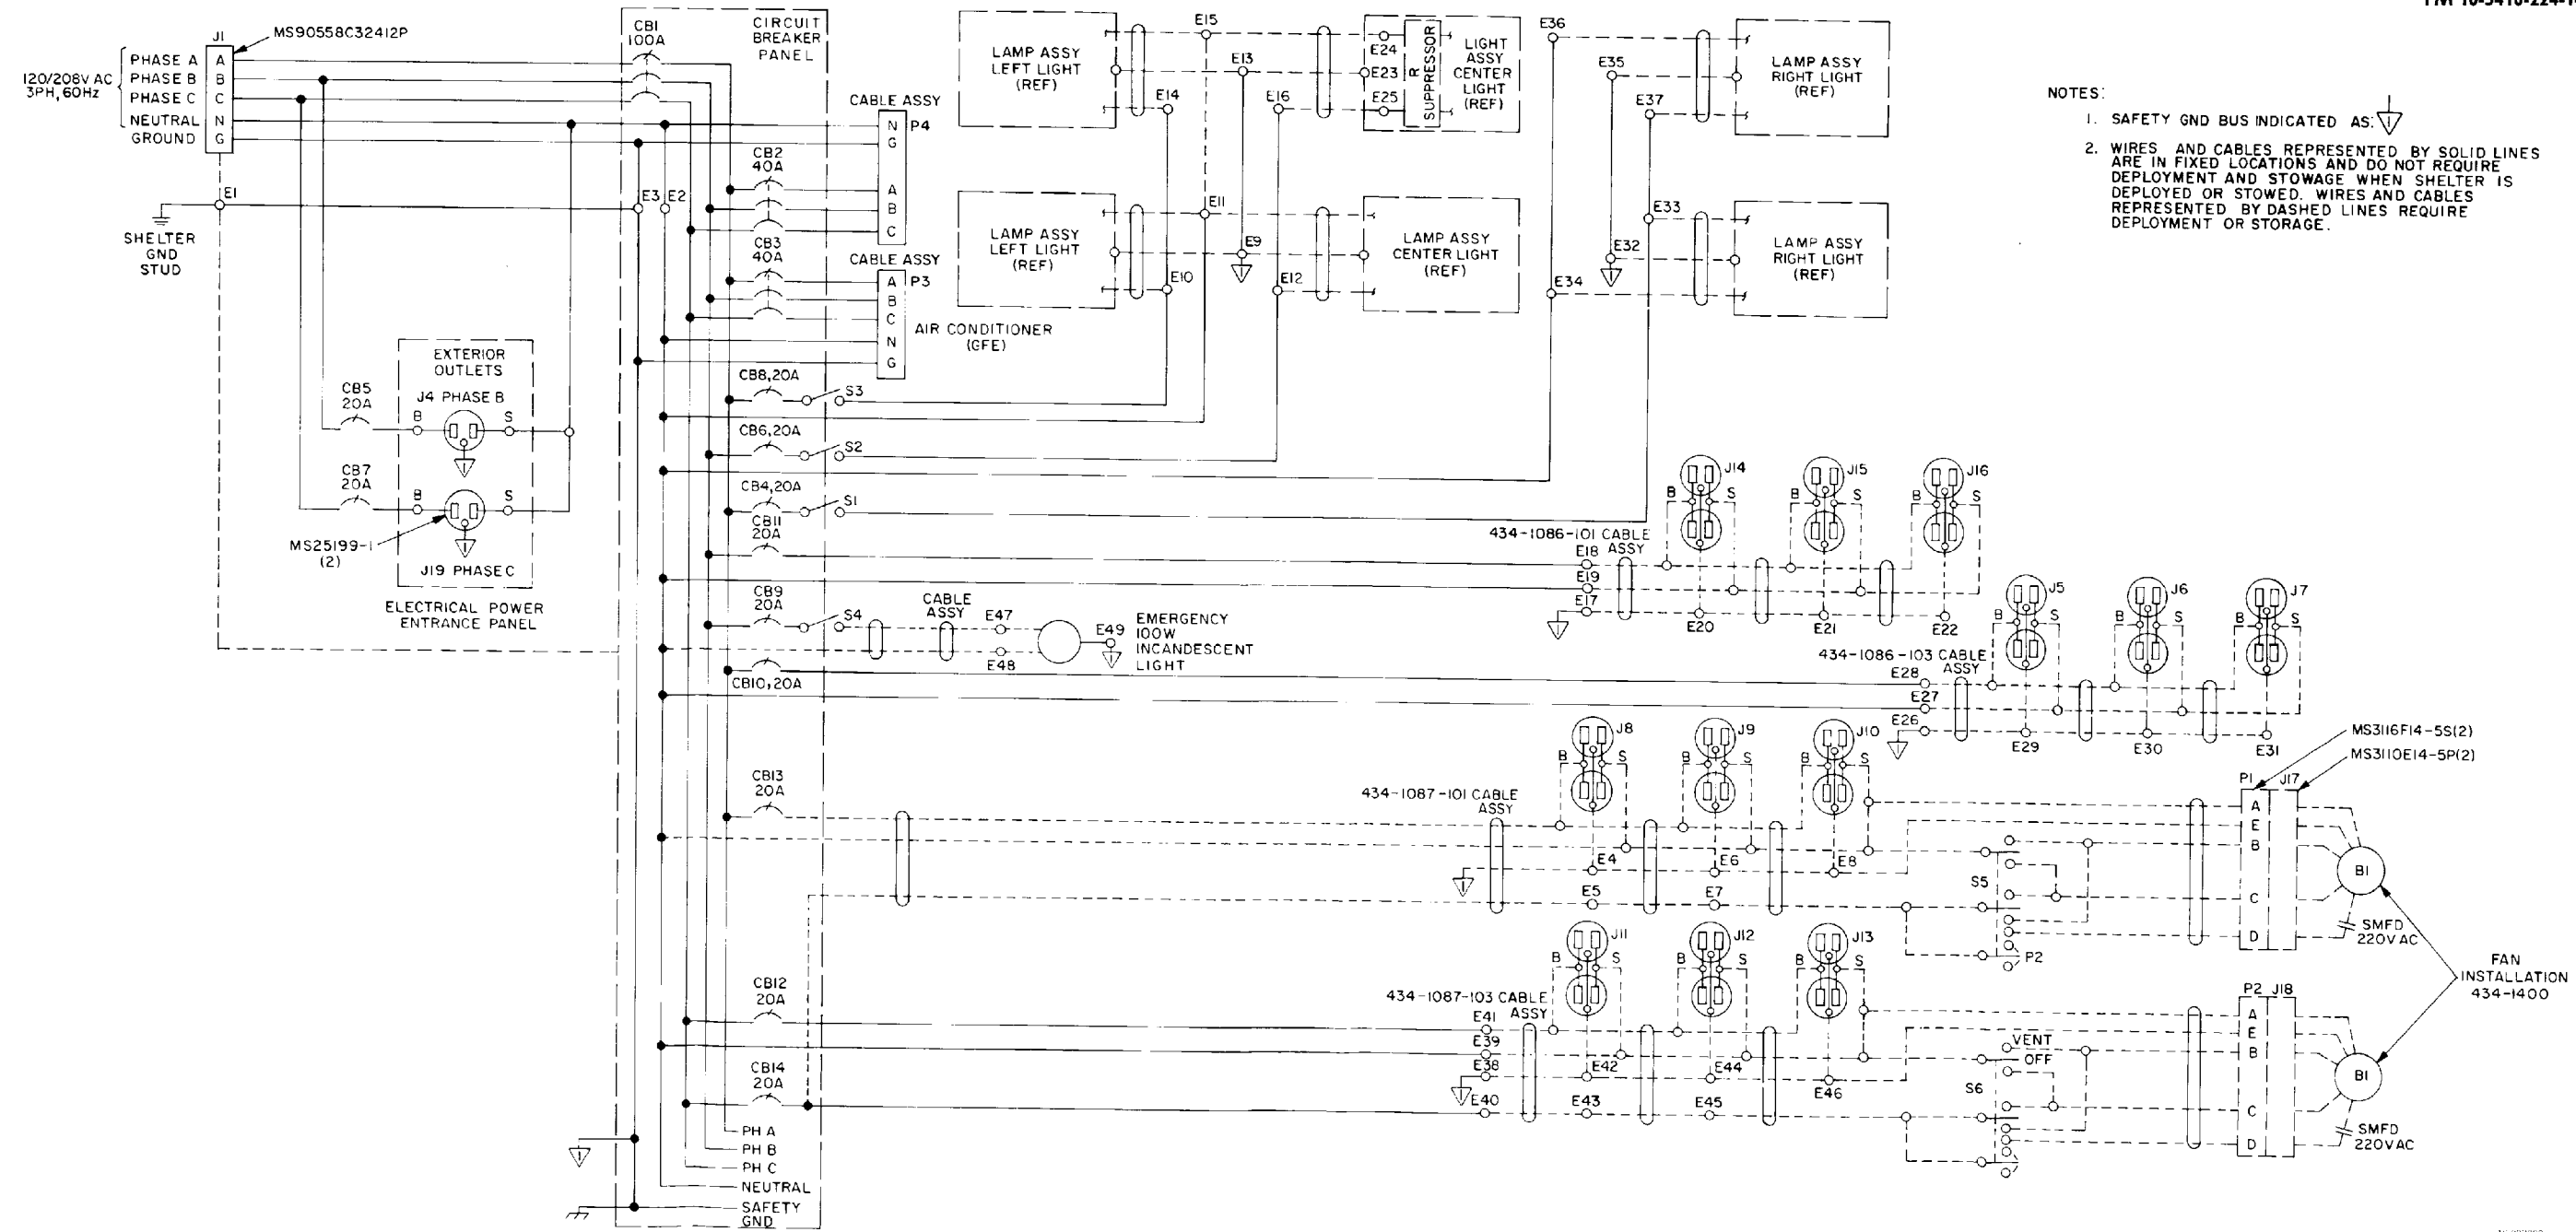 J1
MS90558C32412P
120/208V AC
3PH, 60Hz
PHASE A
PHASE B
PHASE C
NEUTRAL
GROUND
A
B
C
N
G
E1
SHELTER
GND
STUD
CB1
100A
CIRCUIT
BREAKER
PANEL
E3
E2
CB2
40A
CB3
40A
CABLE ASSY
N
P4
G
A
B
C
CABLE ASSY
A
P3
B
C
N
G
AIR CONDITIONER
(GFE)
EXTERIOR
OUTLETS
J4 PHASE B
CB5
20A
B
S
CB7
20A
B
S
MS25199-1
(2)
J19 PHASE C
ELECTRICAL POWER
ENTRANCE PANEL
LAMP ASSY
LEFT LIGHT
(REF)
E15
E13
E14
E16
E24
E23
E25
R
SUPPRESSOR
LIGHT
ASSY
CENTER
LIGHT
(REF)
E36
E35
E37
LAMP ASSY
RIGHT LIGHT
(REF)
LAMP ASSY
LEFT LIGHT
(REF)
E11
E9
E10
E12
LAMP ASSY
CENTER LIGHT
(REF)
E33
E32
E34
LAMP ASSY
RIGHT LIGHT
(REF)
NOTES:
1. SAFETY GND BUS INDICATED AS:
2. WIRES AND CABLES REPRESENTED BY SOLID LINES
ARE IN FIXED LOCATIONS AND DO NOT REQUIRE
DEPLOYMENT AND STOWAGE WHEN SHELTER IS
DEPLOYED OR STOWED. WIRES AND CABLES
REPRESENTED BY DASHED LINES REQUIRE
DEPLOYMENT OR STORAGE.
CB8,20A
S3
CB6,20A
S2
CB4,20A
S1
CB11
20A
CB9
20A
S4
CABLE
ASSY
E47
E48
E49
EMERGENCY
100W
INCANDESCENT
LIGHT
CB10,20A
434-1086-101 CABLE
ASSY
E18
E19
E17
J14
J15
J16
B
S
B
S
B
S
E20
E21
E22
434-1086-103 CABLE
ASSY
E28
E27
E26
J5
J6
J7
B
S
B
S
B
S
E29
E30
E31
CB13
20A
434-1087-101 CABLE
ASSY
J8
J9
J10
B
S
B
S
B
S
E4
E6
E8
E5
E7
S5
P2
P1
J17
MS3116F14-5S(2)
MS3110E14-5P(2)
A
E
B
C
D
B1
5MFD
220VAC
CB12
20A
CB14
20A
434-1087-103 CABLE
ASSY
E41
E39
E38
E40
J11
J12
J13
B
S
B
S
B
S
E42
E44
E46
E43
E45
VENT
OFF
S6
P2
J18
A
E
B
C
D
B1
5MFD
220VAC
FAN
INSTALLATION
434-1400
PH A
PH B
PH C
NEUTRAL
SAFETY
GND